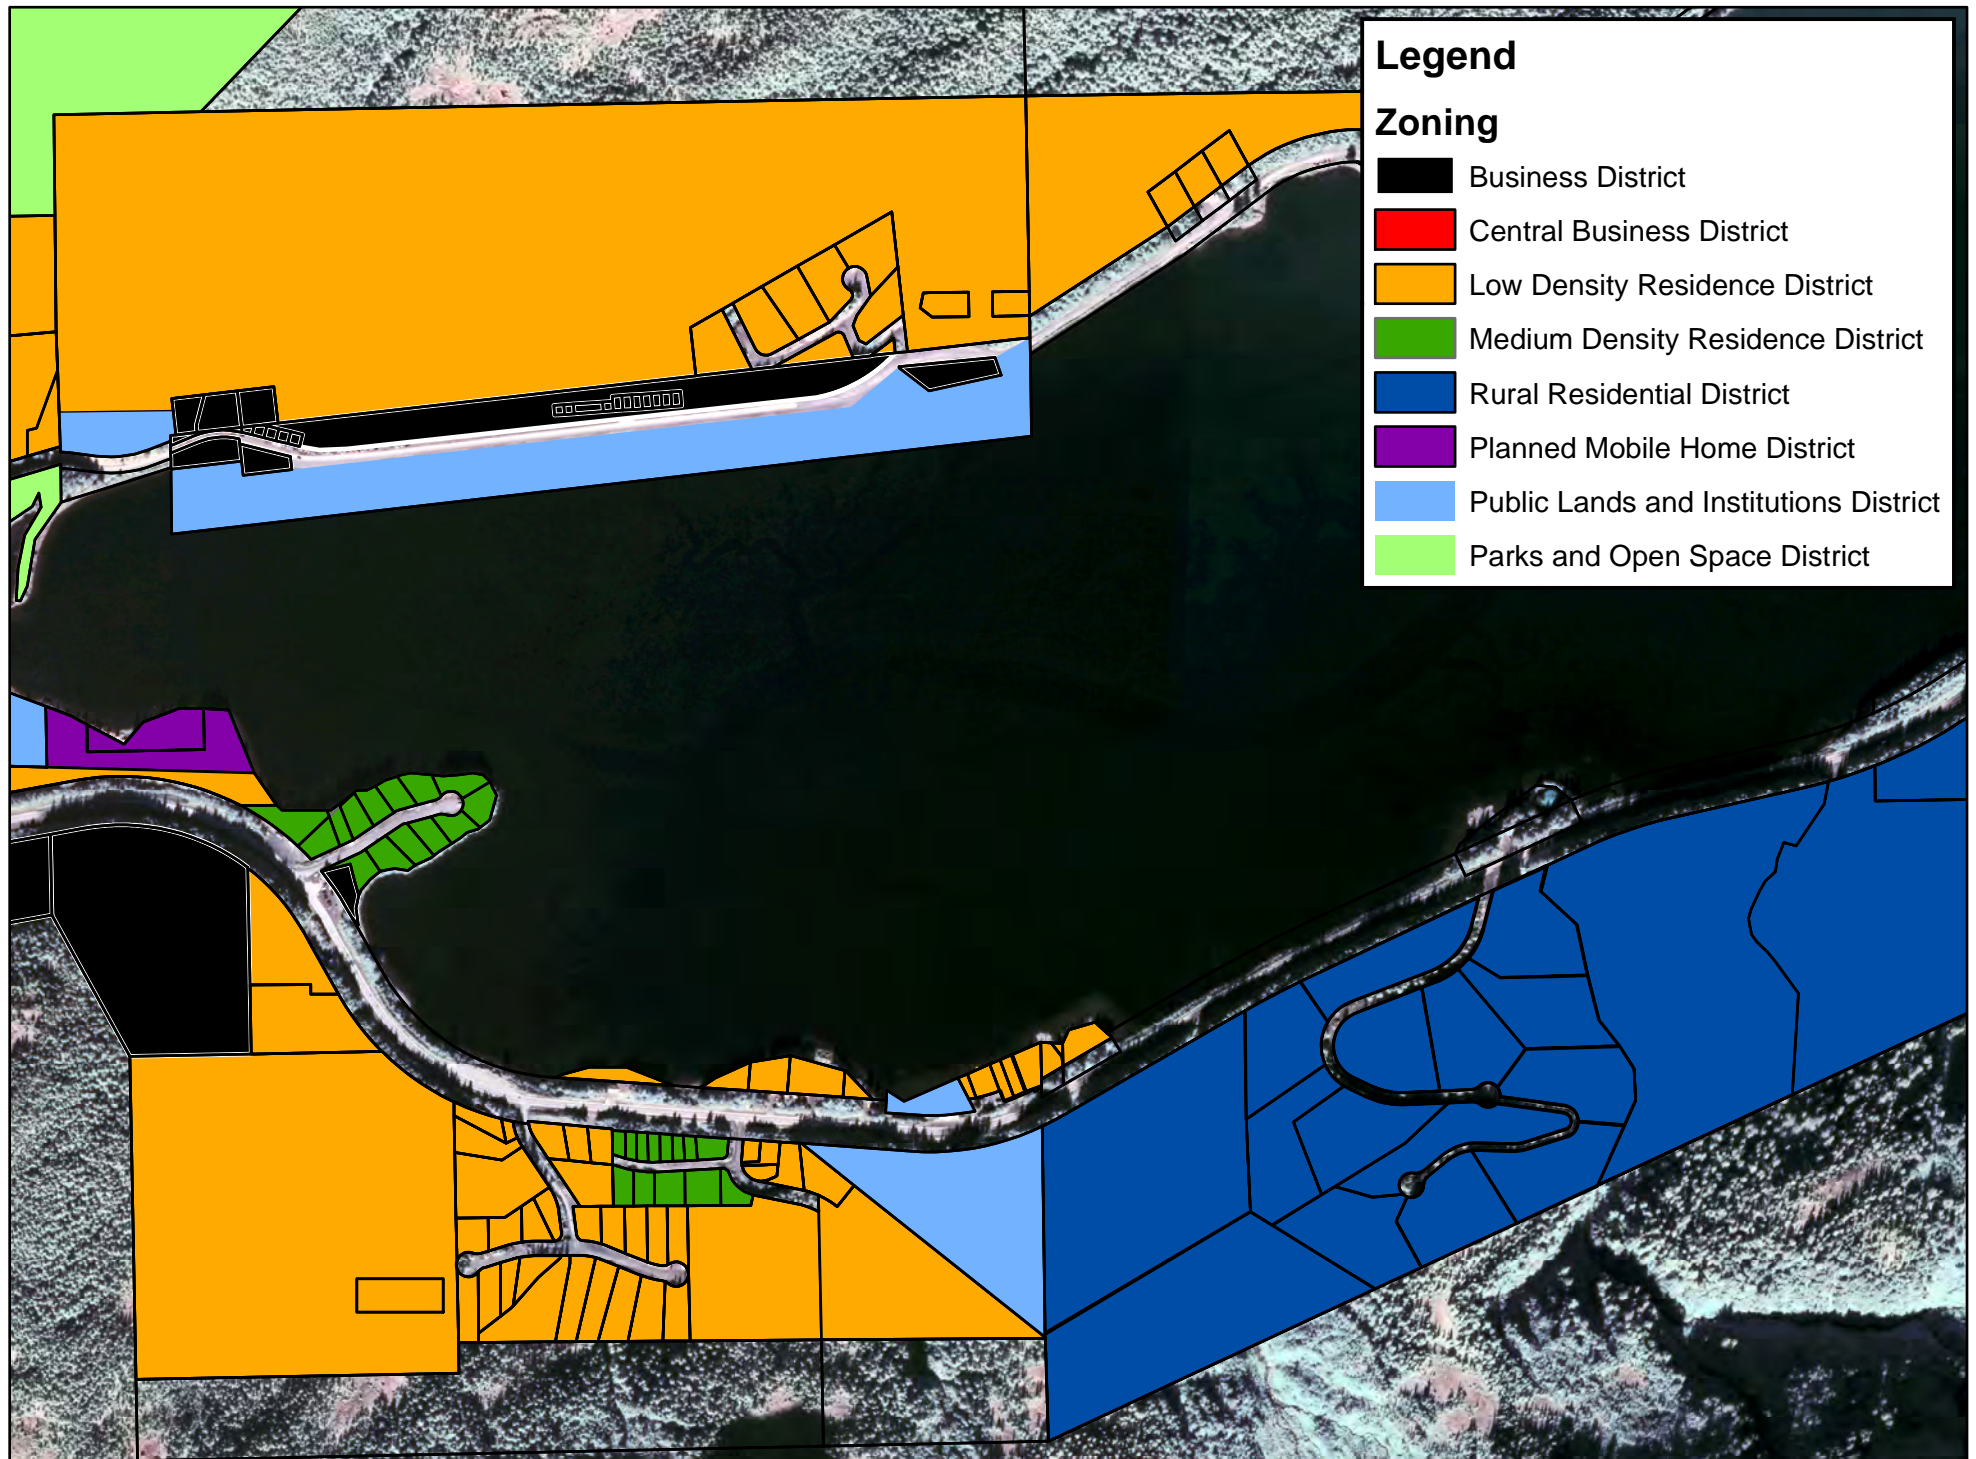 Legend
Zoning
Business District
Central Business District
Low Density Residence District
Medium Density Residence District
Rural Residential District
Planned Mobile Home District
Public Lands and Institutions District
Parks and Open Space District